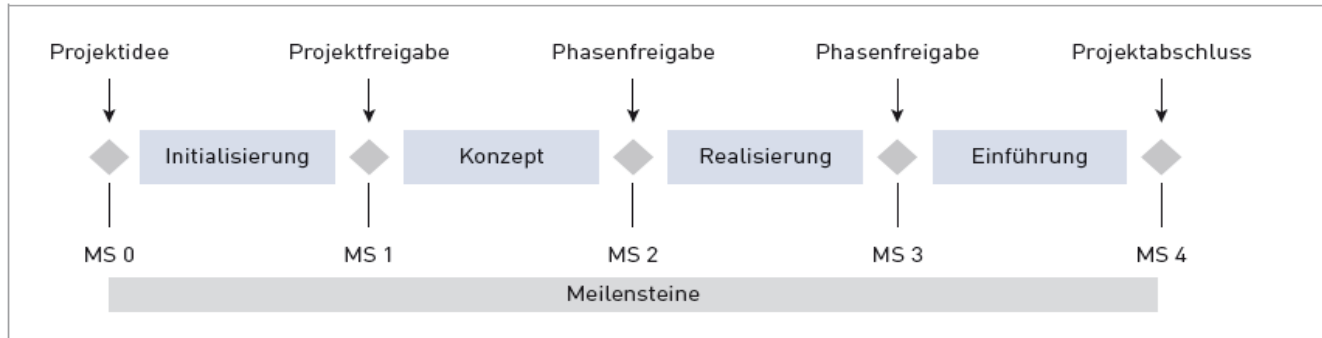 Projektidee Projektfreigabe Phasenfreigabe Phasenfreigabe Projektabschluss
Initialisierung Konzept Realisierung Einführung
MS 0 MS 1 MS 2 MS 3 MS 4
Meilensteine